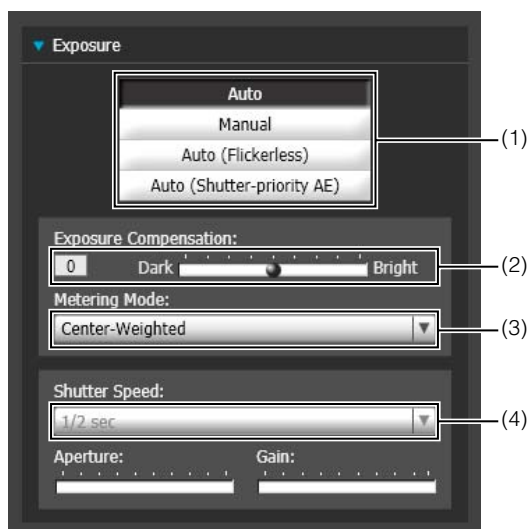 Exposure
Auto
Manual
Auto (Flickerless)
Auto (Shutter-priority AE)
(1)
Exposure Compensation:
0 Dark Bright
(2)
Metering Mode:
Center-Weighted
(3)
Shutter Speed:
1/2 sec
(4)
Aperture: Gain: